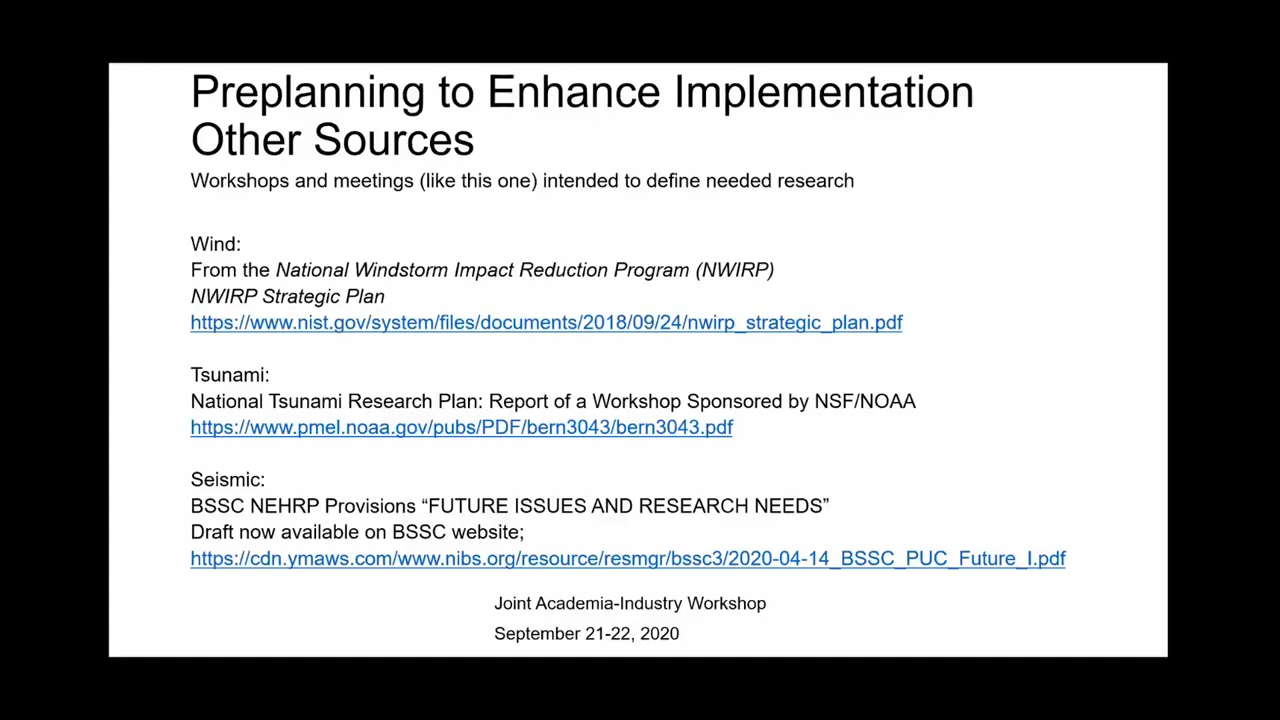 Preplanning to Enhance Implementation
Other Sources
Workshops and meetings (like this one) intended to define needed research
Wind:
From the National Windstorm Impact Reduction Program (NWIRP)
NWIRP Strategic Plan
https://www.nist.gov/system/files/documents/2018/09/24/nwirp_strategic_plan.pdf
Tsunami:
National Tsunami Research Plan: Report of a Workshop Sponsored by NSF/NOAA
https://www.pmel.noaa.gov/pubs/PDF/bern3043/bern3043.pdf
Seismic:
BSSC NEHRP Provisions “FUTURE ISSUES AND RESEARCH NEEDS”
Draft now available on BSSC website;
https://cdn.ymaws.com/www.nibs.org/resource/resmgr/bssc3/2020-04-14_BSSC_PUC_Future_I.pdf
Joint Academia-Industry Workshop
September 21-22, 2020